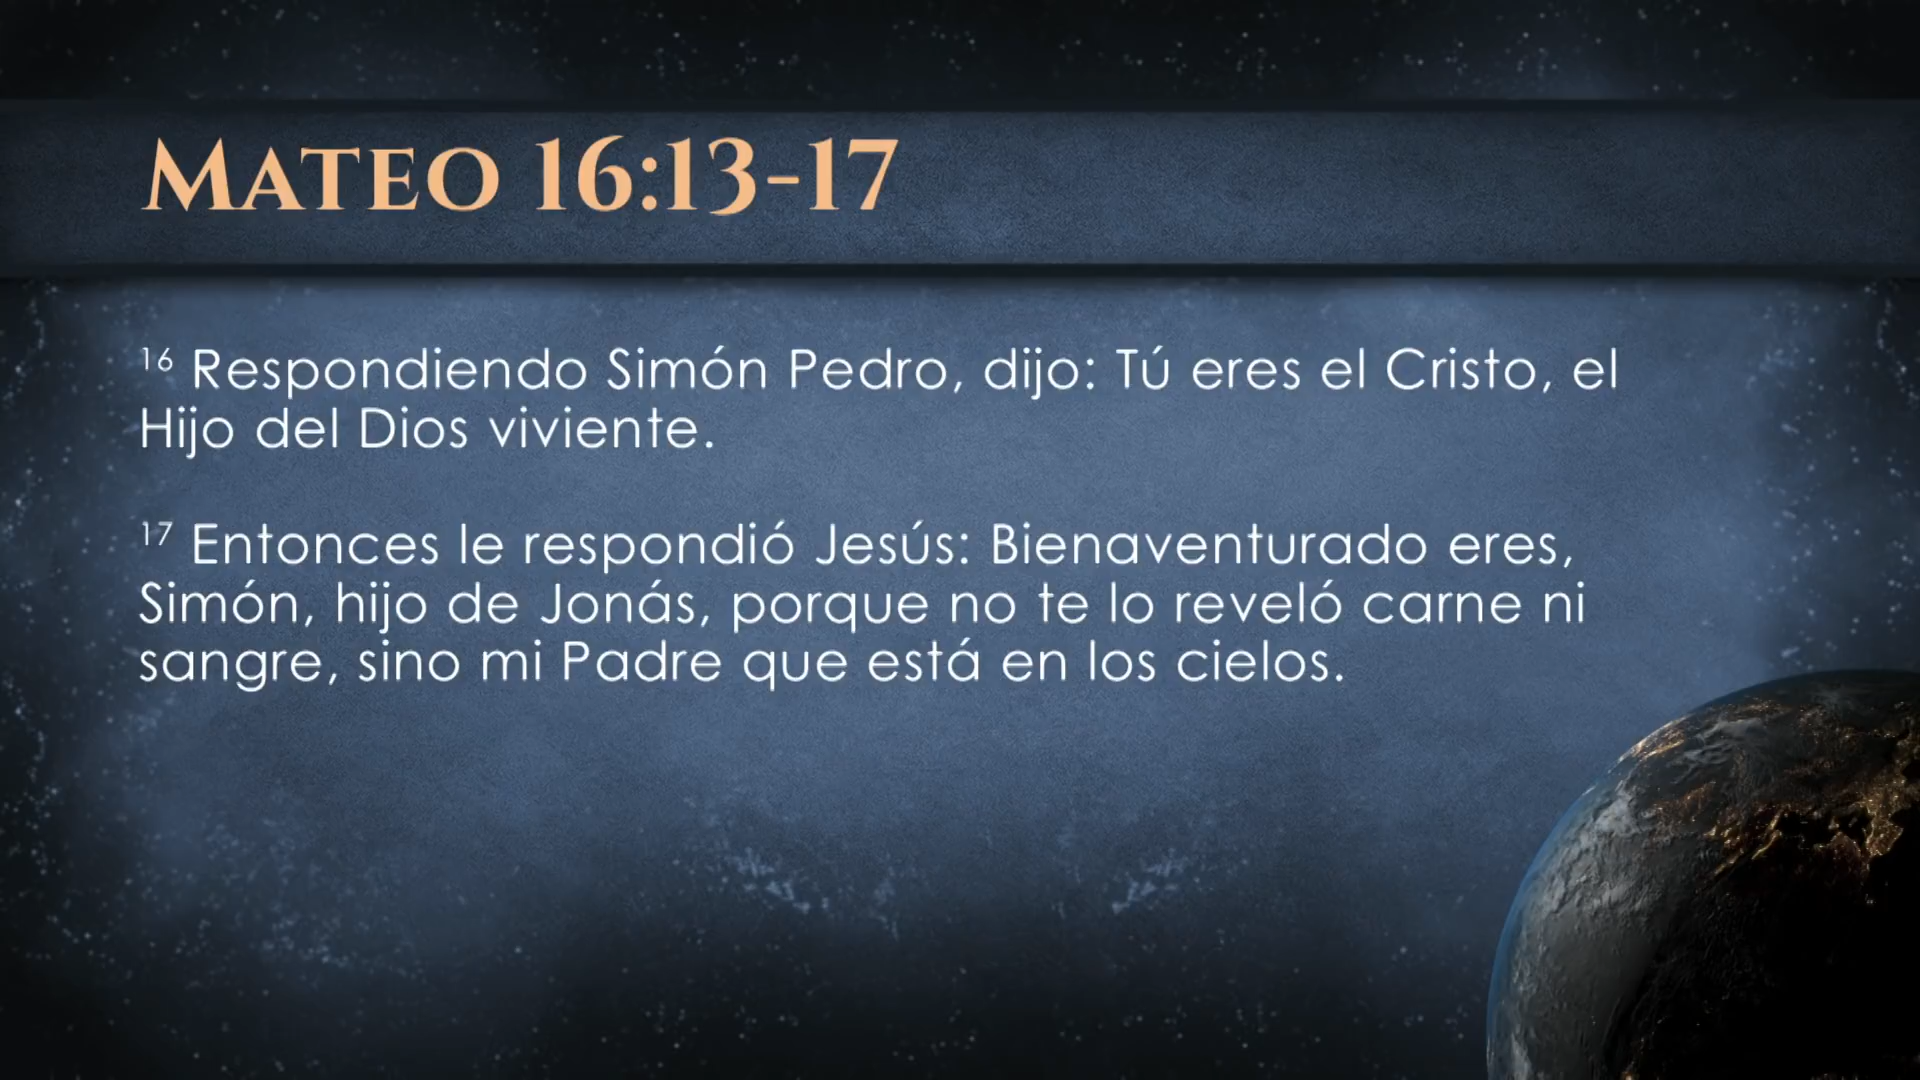 Mateo 16:13-17
16 Respondiendo Simón Pedro, dijo: Tú eres el Cristo, el
Hijo del Dios viviente.
17 Entonces le respondió Jesús: Bienaventurado eres,
Simón, hijo de Jonás, porque no te lo reveló carne ni
sangre, sino mi Padre que está en los cielos.